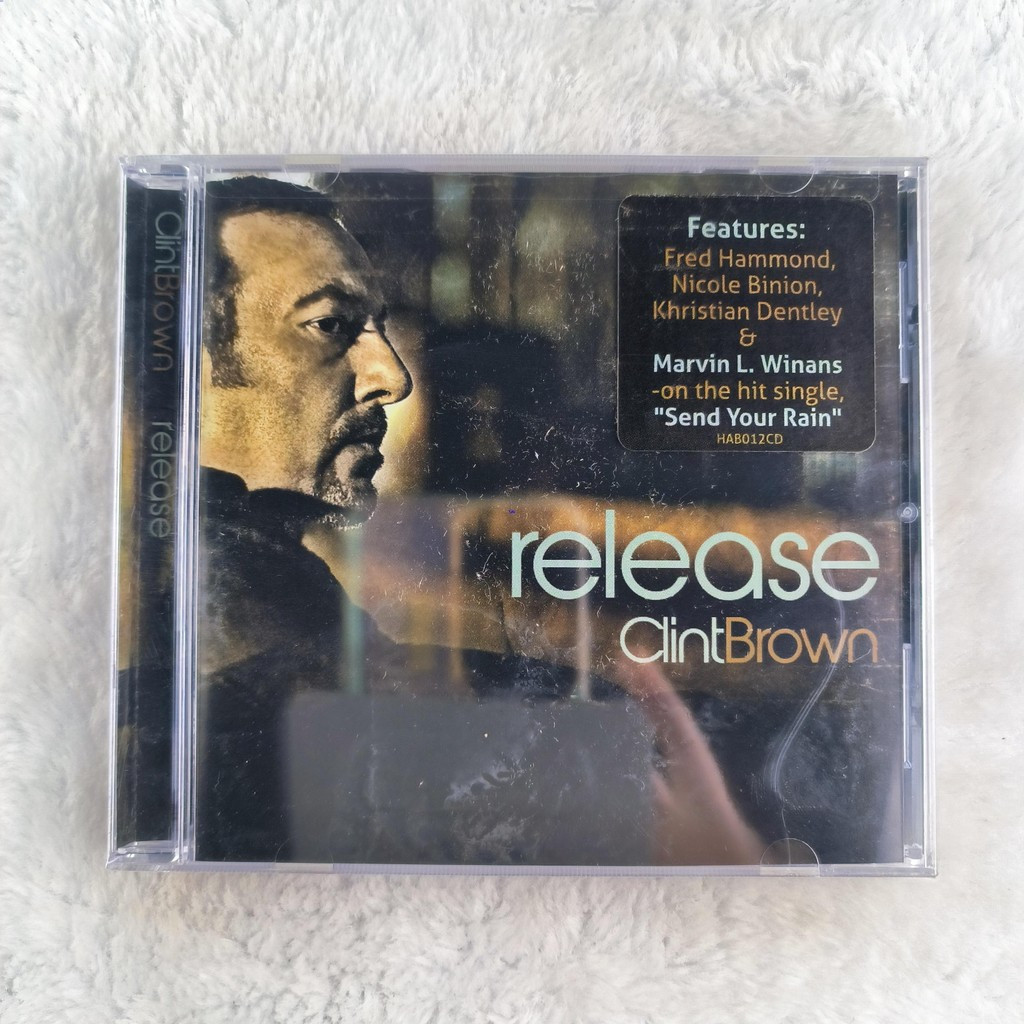 ClintBrown release
Features:
Fred Hammond,
Nicole Binion,
Khristian Dentley
&
Marvin L. Winans
-on the hit single,
"Send Your Rain"
HAB012CD
release
ClintBrown